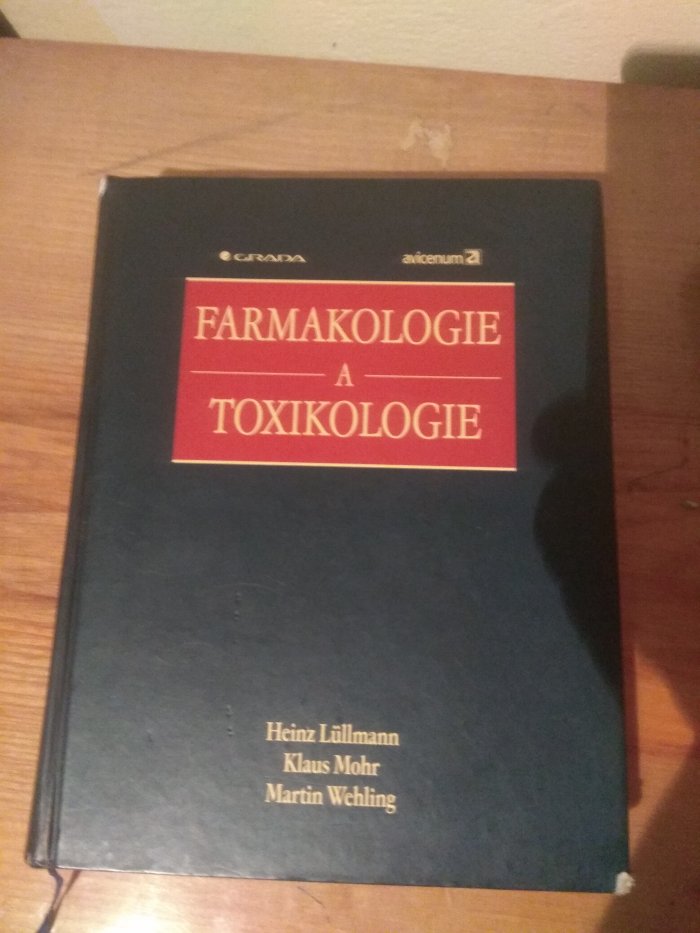 GRADA avicenum
FARMAKOLOGIE
A
TOXIKOLOGIE
Heinz Lüllmann
Klaus Mohr
Martin Wehling